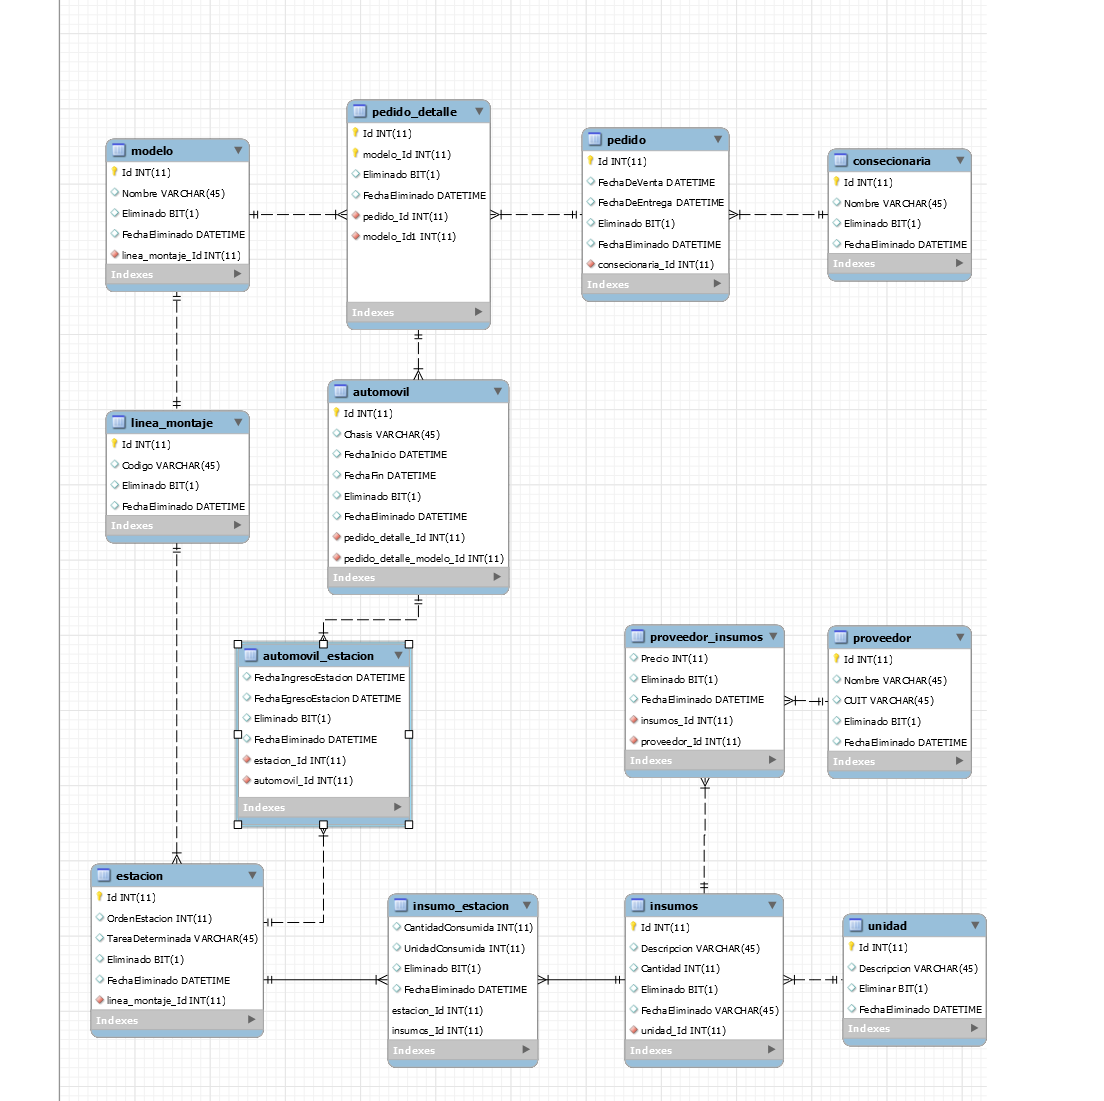 modelo
Id INT(11)
Nombre VARCHAR(45)
Eliminado BIT(1)
FechaEliminado DATETIME
linea_montaje_Id INT(11)
Indexes
pedido_detalle
Id INT(11)
modelo_Id INT(11)
Eliminado BIT(1)
FechaEliminado DATETIME
pedido_Id INT(11)
modelo_Id1 INT(11)
Indexes
pedido
Id INT(11)
FechaDeVenta DATETIME
FechaDeEntrega DATETIME
Eliminado BIT(1)
FechaEliminado DATETIME
consecionaria_Id INT(11)
Indexes
consecionaria
Id INT(11)
Nombre VARCHAR(45)
Eliminado BIT(1)
FechaEliminado DATETIME
Indexes
linea_montaje
Id INT(11)
Codigo VARCHAR(45)
Eliminado BIT(1)
FechaEliminado DATETIME
Indexes
automovil
Id INT(11)
Chasis VARCHAR(45)
FechaInicio DATETIME
FechaFin DATETIME
Eliminado BIT(1)
FechaEliminado DATETIME
pedido_detalle_Id INT(11)
pedido_detalle_modelo_Id INT(11)
Indexes
automovil_estacion
FechaIngresoEstacion DATETIME
FechaEgresoEstacion DATETIME
Eliminado BIT(1)
FechaEliminado DATETIME
estacion_Id INT(11)
automovil_Id INT(11)
Indexes
proveedor_insumos
Precio INT(11)
Eliminado BIT(1)
FechaEliminado DATETIME
insumos_Id INT(11)
proveedor_Id INT(11)
Indexes
proveedor
Id INT(11)
Nombre VARCHAR(45)
CUIT VARCHAR(45)
Eliminado BIT(1)
FechaEliminado DATETIME
Indexes
estacion
Id INT(11)
OrdenEstacion INT(11)
TareaDeterminada VARCHAR(45)
Eliminado BIT(1)
FechaEliminado DATETIME
linea_montaje_Id INT(11)
Indexes
insumo_estacion
CantidadConsumida INT(11)
UnidadConsumida INT(11)
Eliminado BIT(1)
FechaEliminado DATETIME
estacion_Id INT(11)
insumos_Id INT(11)
Indexes
insumos
Id INT(11)
Descripcion VARCHAR(45)
Cantidad INT(11)
Eliminado BIT(1)
FechaEliminado VARCHAR(45)
unidad_Id INT(11)
Indexes
unidad
Id INT(11)
Descripcion VARCHAR(45)
Eliminar BIT(1)
FechaEliminado DATETIME
Indexes